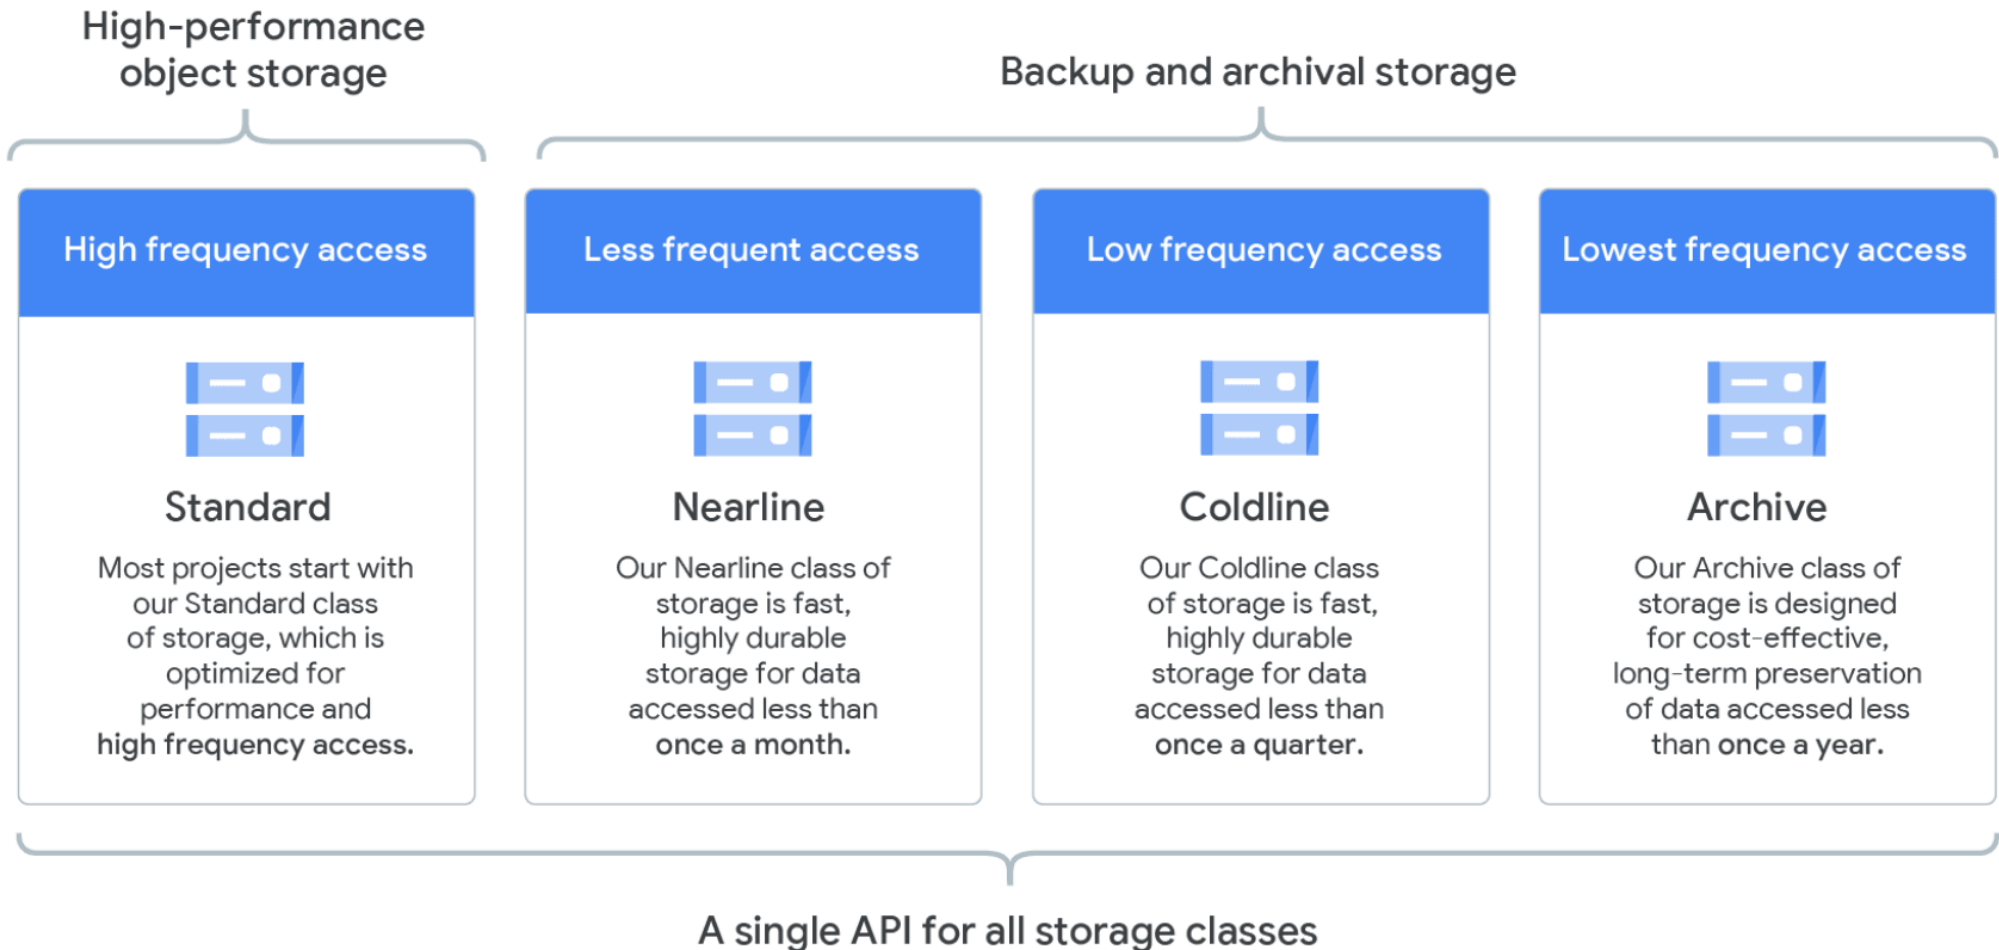 High-performance
object storage
Backup and archival storage
High frequency access
Standard
Most projects start with
our Standard class
of storage, which is
optimized for
performance and
high frequency access.
Less frequent access
Nearline
Our Nearline class of
storage is fast,
highly durable
storage for data
accessed less than
once a month.
Low frequency access
Coldline
Our Coldline class
of storage is fast,
highly durable
storage for data
accessed less than
once a quarter.
Lowest frequency access
Archive
Our Archive class of
storage is designed
for cost-effective,
long-term preservation
of data accessed less
than once a year.
A single API for all storage classes